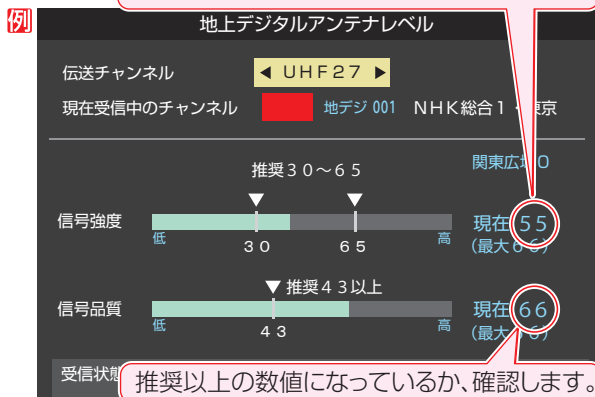 例
地上デジタルアンテナレベル
伝送チャンネル
◀ UHF27 ▶
現在受信中のチャンネル
地デジ 001 NHK総合1・東京
推奨30～65
関東広域0
信号強度
低
30
65
高
現在 55
(最大66)
推奨43以上
信号品質
低
43
高
現在 66
(最大66)
受信状態
推奨以上の数値になっているか、確認します。